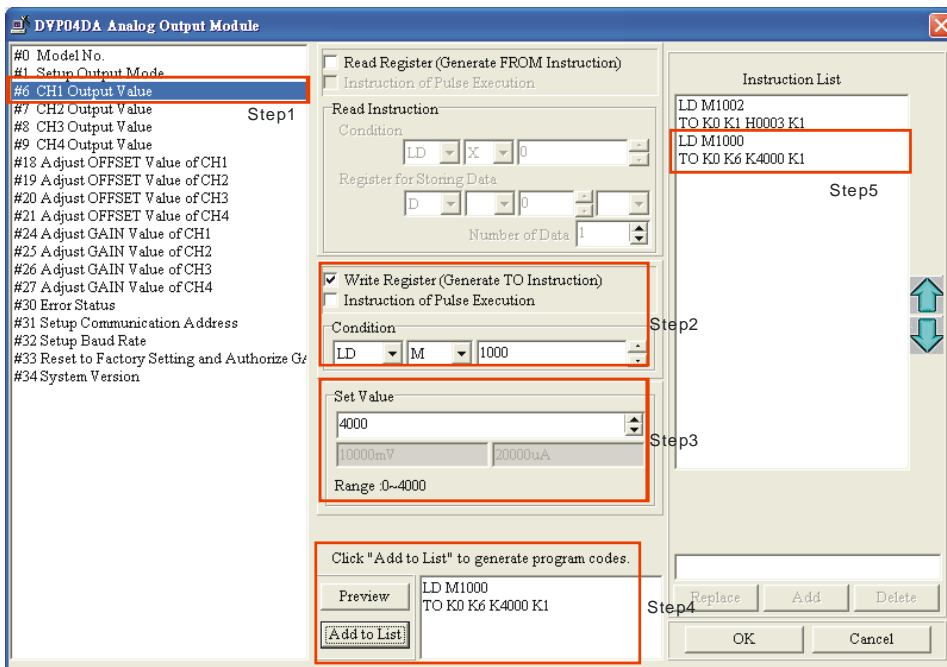 DVP04DA Analog Output Module
#0 Model No.
#1 Setup Output Mode
#6 CH1 Output Value
#7 CH2 Output Value
#8 CH3 Output Value
#9 CH4 Output Value
#18 Adjust OFFSET Value of CH1
#19 Adjust OFFSET Value of CH2
#20 Adjust OFFSET Value of CH3
#21 Adjust OFFSET Value of CH4
#24 Adjust GAIN Value of CH1
#25 Adjust GAIN Value of CH2
#26 Adjust GAIN Value of CH3
#27 Adjust GAIN Value of CH4
#30 Error Status
#31 Setup Communication Address
#32 Setup Baud Rate
#33 Reset to Factory Setting and Authorize GA
#34 System Version
Step1
Read Register (Generate FROM Instruction)
Instruction of Pulse Execution
Read Instruction
Condition
LD X 0
Register for Storing Data
D 0
Number of Data 1
Write Register (Generate TO Instruction)
Instruction of Pulse Execution
Condition
LD M 1000
Step2
Set Value
4000
10000mV 20000uA
Range :0~4000
Step3
Click "Add to List" to generate program codes.
Preview
Add to List
LD M1000
TO K0 K6 K4000 K1
Step4
Instruction List
LD M1002
TO K0 K1 H0003 K1
LD M1000
TO K0 K6 K4000 K1
Step5
Replace Add Delete
OK Cancel